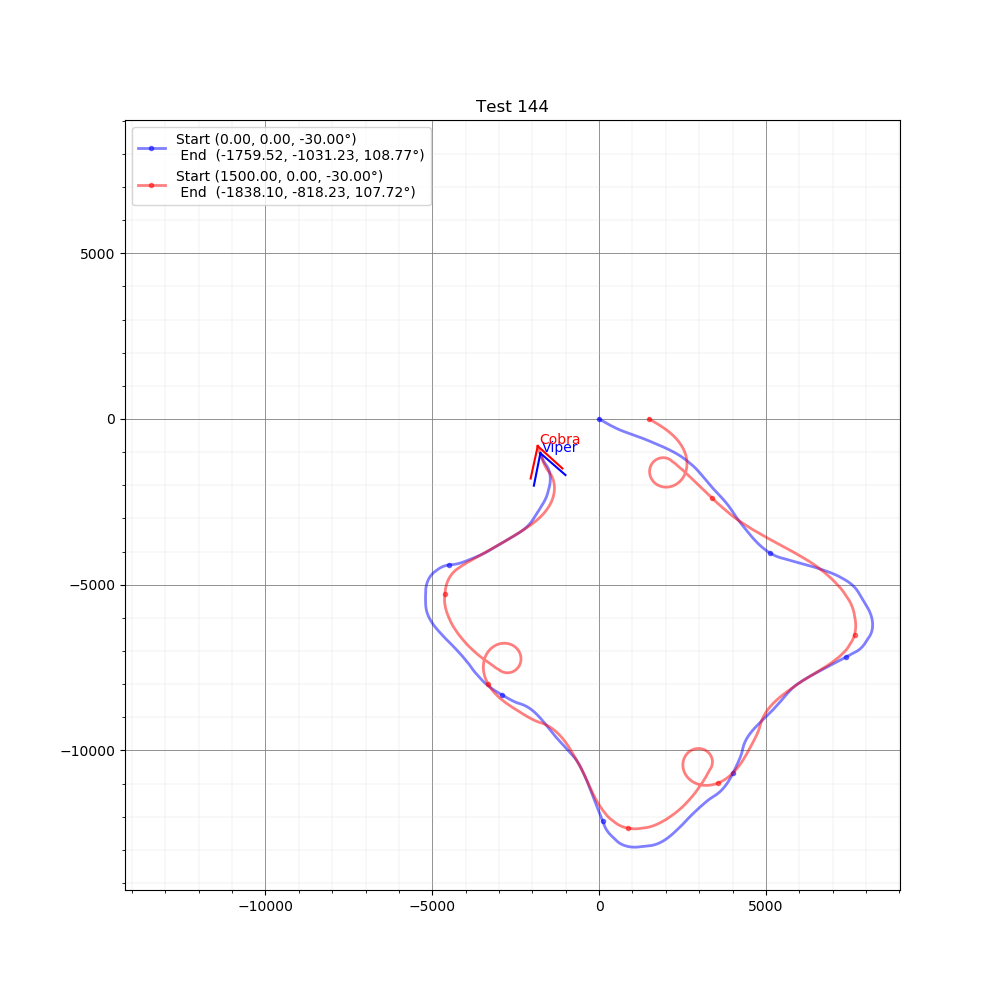 Test 144
Start (0.00, 0.00, -30.00°)
End (-1759.52, -1031.23, 108.77°)
Start (1500.00, 0.00, -30.00°)
End (-1838.10, -818.23, 107.72°)
5000
0
−5000
−10000
Cobra
Viper
−10000
−5000
0
5000